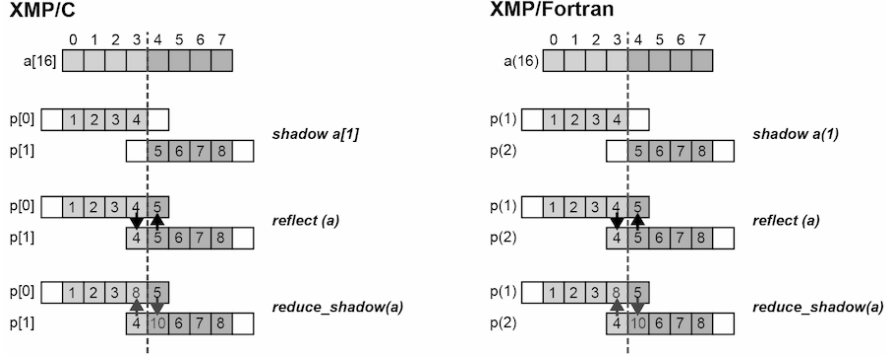 XMP/C
0 1 2 3 4 5 6 7
a[16]
p[0] 1 2 3 4
shadow a[1]
p[1] 5 6 7 8
p[0] 1 2 3 4 5
reflect (a)
p[1] 4 5 6 7 8
p[0] 1 2 3 8 5
reduce_shadow(a)
p[1] 4 10 6 7 8
XMP/Fortran
0 1 2 3 4 5 6 7
a(16)
p(1) 1 2 3 4
shadow a(1)
p(2) 5 6 7 8
p(1) 1 2 3 4 5
reflect (a)
p(2) 4 5 6 7 8
p(1) 1 2 3 8 5
reduce_shadow(a)
p(2) 4 10 6 7 8